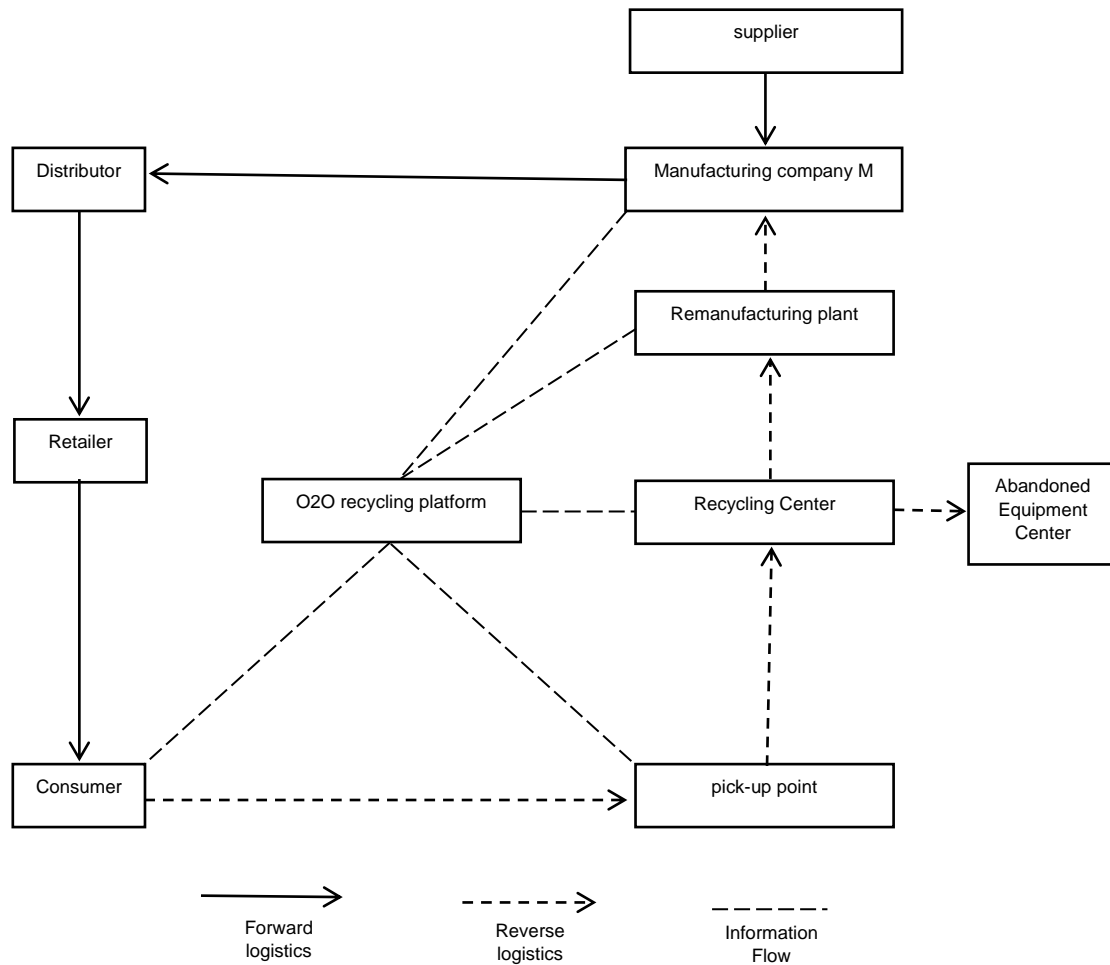 supplier
Distributor
Manufacturing company M
Remanufacturing plant
Retailer
O2O recycling platform
Recycling Center
Abandoned
Equipment
Center
Consumer
pick-up point
Forward
logistics
Reverse
logistics
Information
Flow